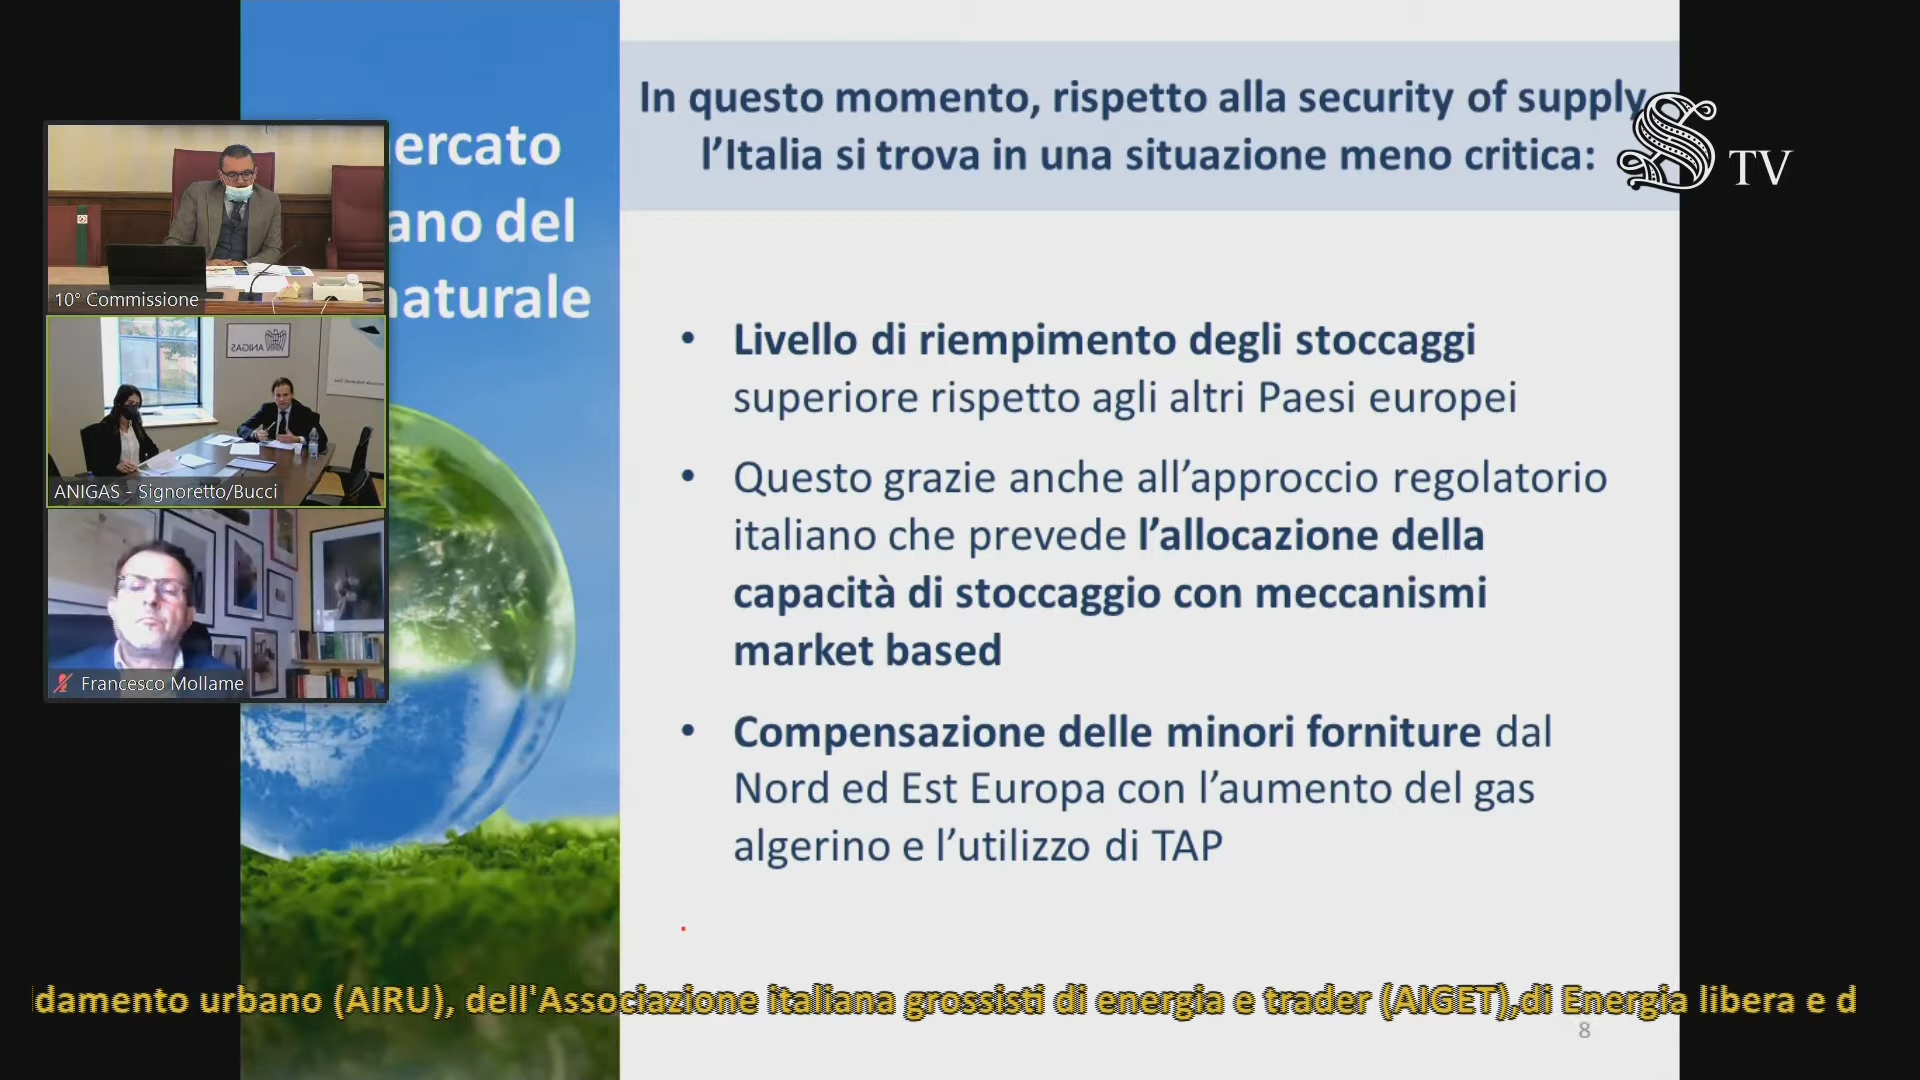 ercato
ano del
naturale
In questo momento, rispetto alla security of supply
l’Italia si trova in una situazione meno critica:
S TV
• Livello di riempimento degli stoccaggi
superiore rispetto agli altri Paesi europei
• Questo grazie anche all’approccio regolatorio
italiano che prevede l’allocazione della
capacità di stoccaggio con meccanismi
market based
• Compensazione delle minori forniture dal
Nord ed Est Europa con l’aumento del gas
algerino e l’utilizzo di TAP
10° Commissione
ANIGAS
ANIGAS - Signoretto/Bucci
Francesco Mollame
damento urbano (AIRU), dell'Associazione italiana grossisti di energia e trader (AIGET),di Energia libera e d
8